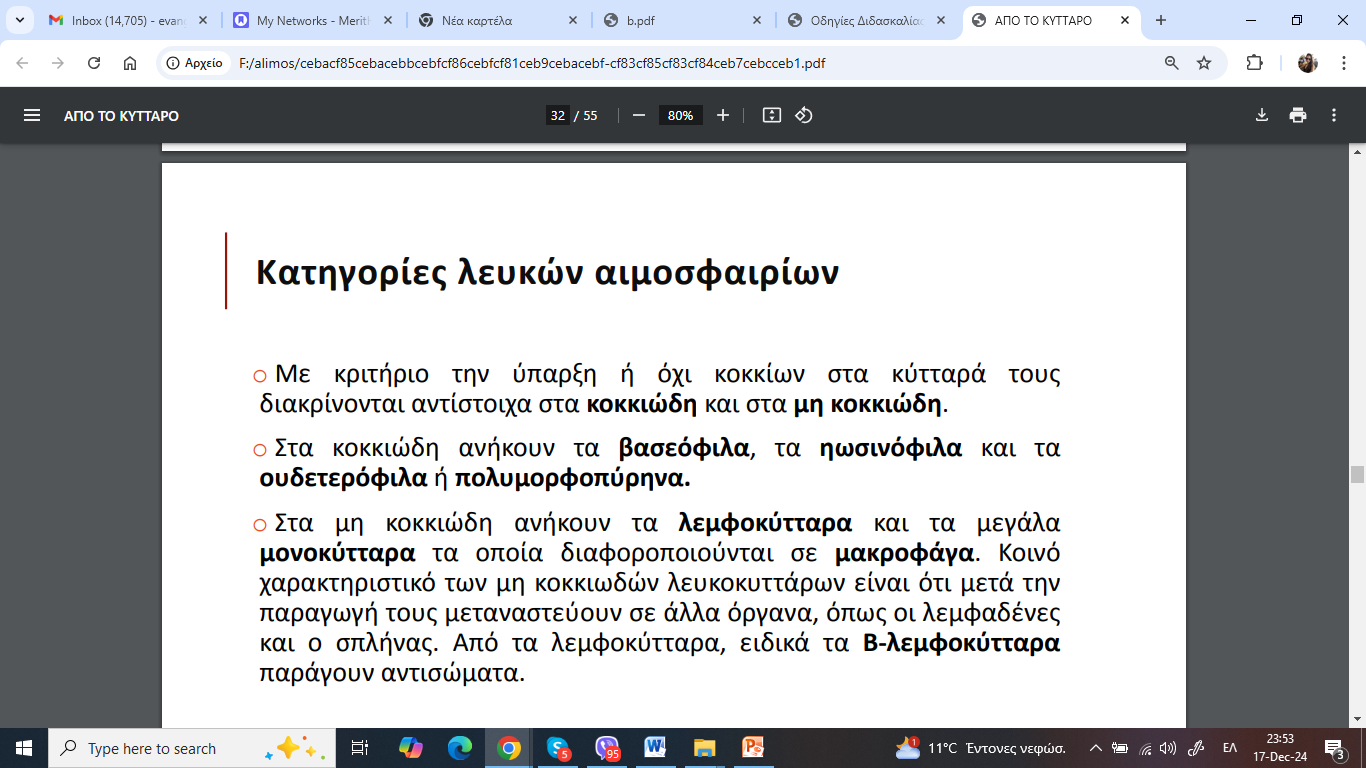 Inbox (14,705) - evan
My Networks - Merith
Νέα καρτέλα
b.pdf
Οδηγίες Διδασκαλίας
ΑΠΟ ΤΟ ΚΥΤΤΑΡΟ
Αρχείο
F:/alimos/cebacf85cebacebbcebfcf86cebfcf81ceb9cebacebf-cf83cf85cf83cf84ceb7cebcceb1.pdf
ΑΠΟ ΤΟ ΚΥΤΤΑΡΟ
32 / 55
80%
Κατηγορίες λευκών αιμοσφαιρίων
Με κριτήριο την ύπαρξη ή όχι κοκκίων στα κύτταρά τους
διακρίνονται αντίστοιχα στα κοκκιώδη και στα μη κοκκιώδη.
Στα κοκκιώδη ανήκουν τα βασεόφιλα, τα ηωσινόφιλα και τα
ουδετερόφιλα ή πολυμορφοπύρηνα.
Στα μη κοκκιώδη ανήκουν τα λεμφοκύτταρα και τα μεγάλα
μονοκύτταρα τα οποία διαφοροποιούνται σε μακροφάγα. Κοινό
χαρακτηριστικό των μη κοκκιωδών λευκοκυττάρων είναι ότι μετά την
παραγωγή τους μεταναστεύουν σε άλλα όργανα, όπως οι λεμφαδένες
και ο σπλήνας. Από τα λεμφοκύτταρα, ειδικά τα Β-λεμφοκύτταρα
παράγουν αντισώματα.
Type here to search
5
95
1
11°C Έντονες νεφώσ.
ΕΛ
23:53
17-Dec-24
3